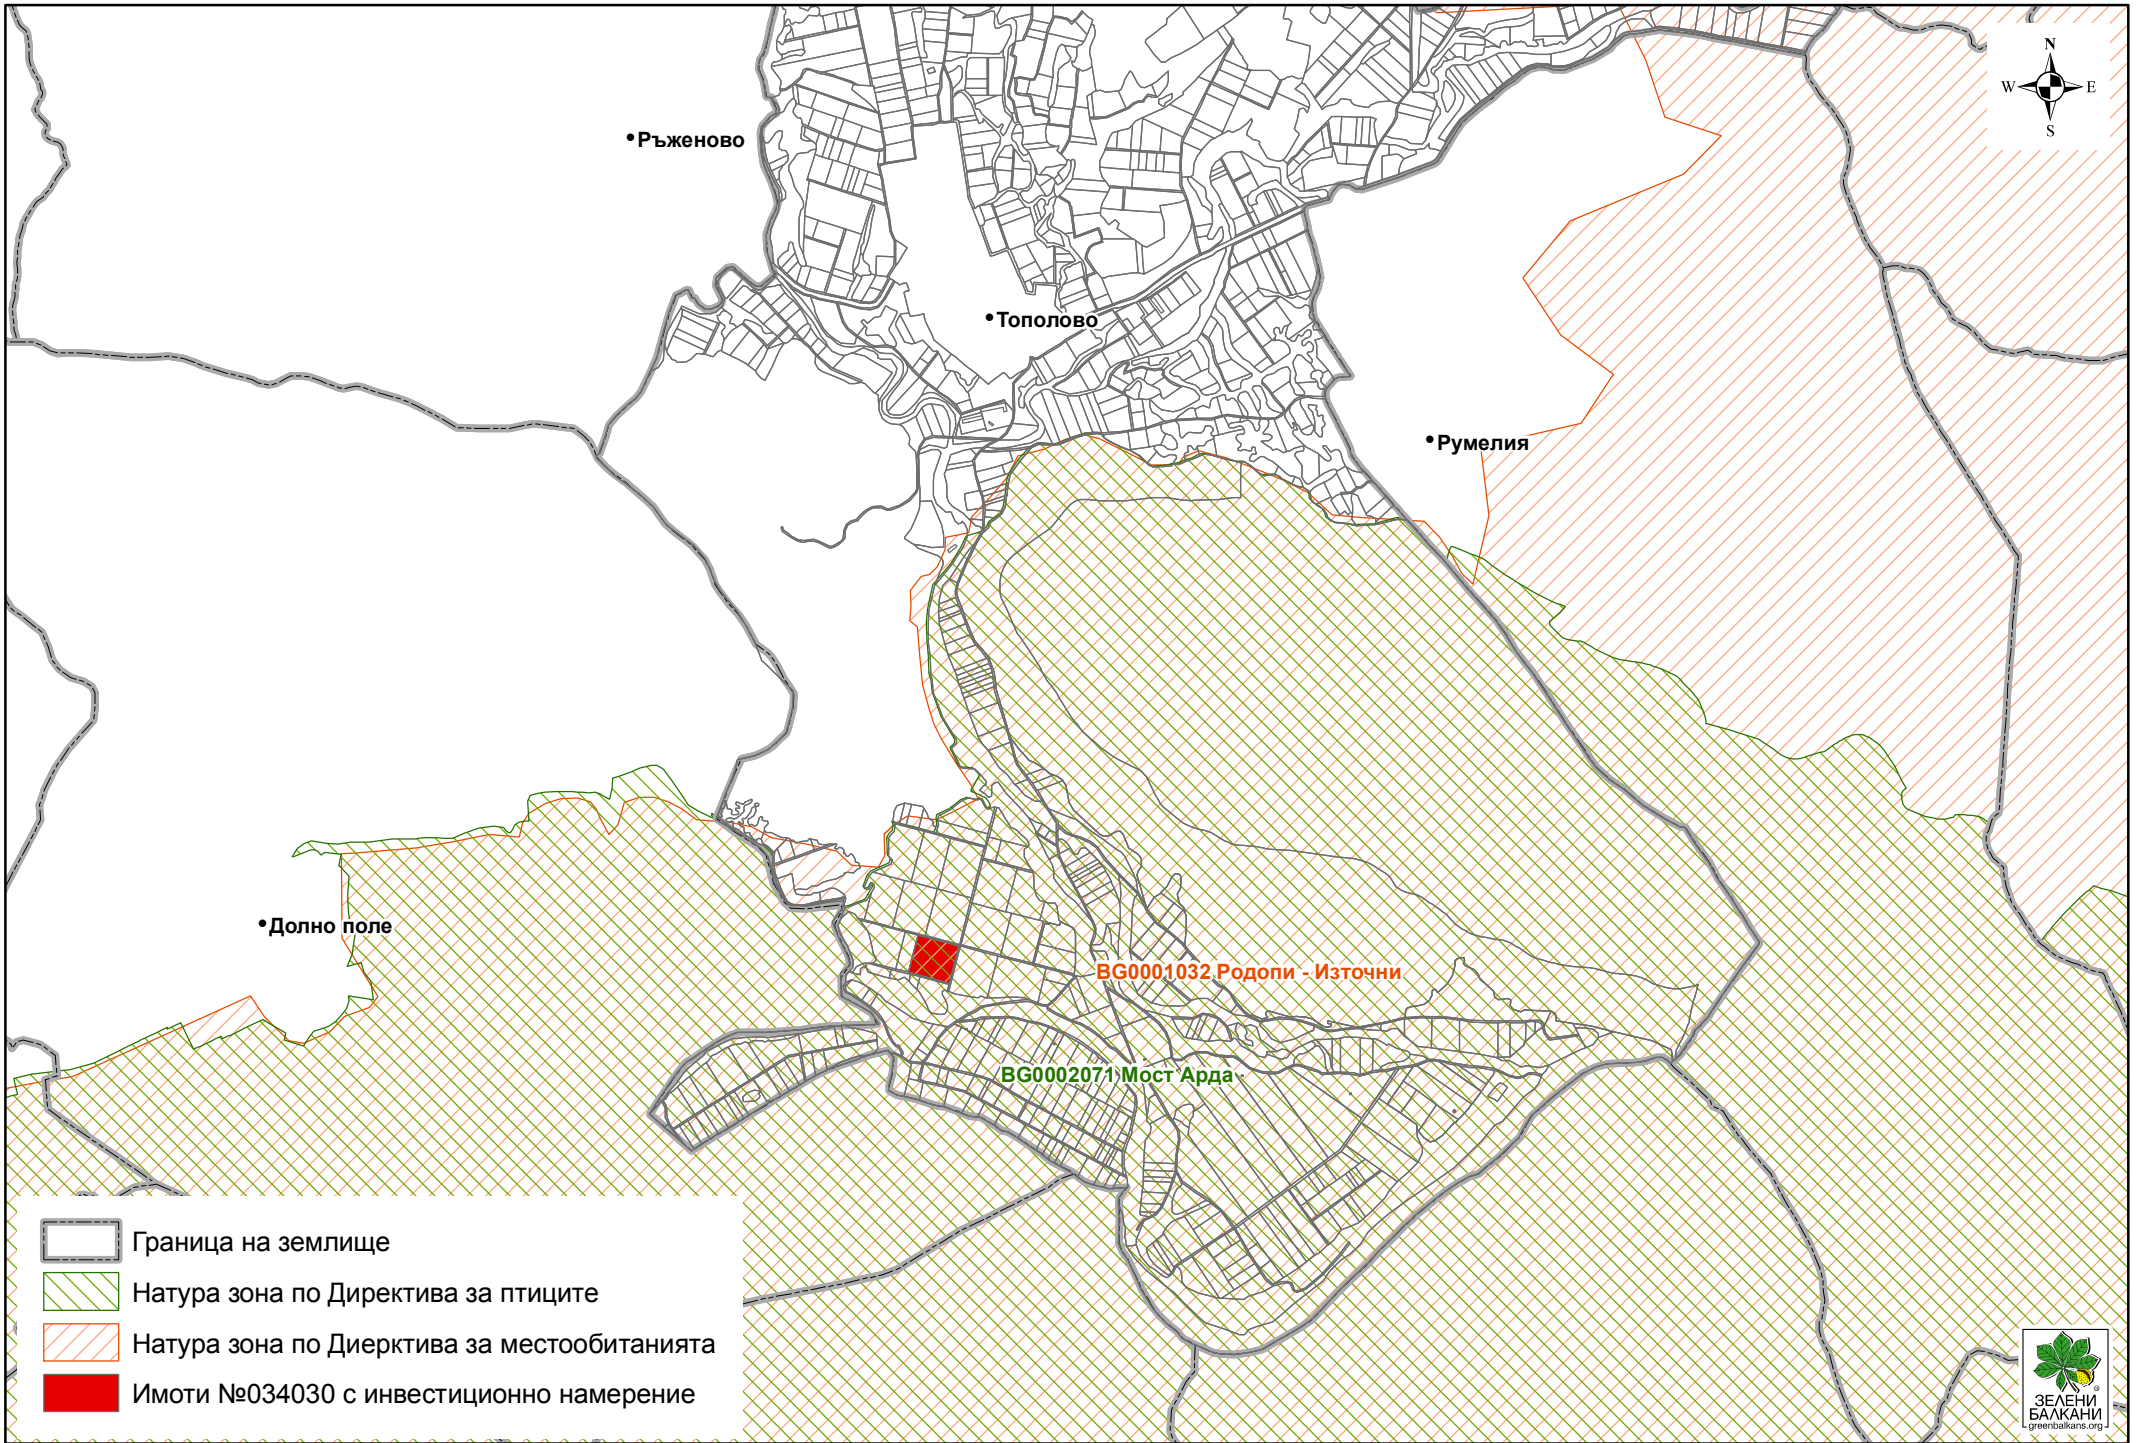 N
W E
S
Ръженово
Тополово
Румелия
Долно поле
BG0001032 Родопи - Източни
BG0002071 Мост Арда
Граница на землище
Натура зона по Директива за птиците
Натура зона по Диерктива за местообитанията
Имоти №034030 с инвестиционно намерение
ЗЕЛЕНИ
БАЛКАНИ
greenbalkans.org